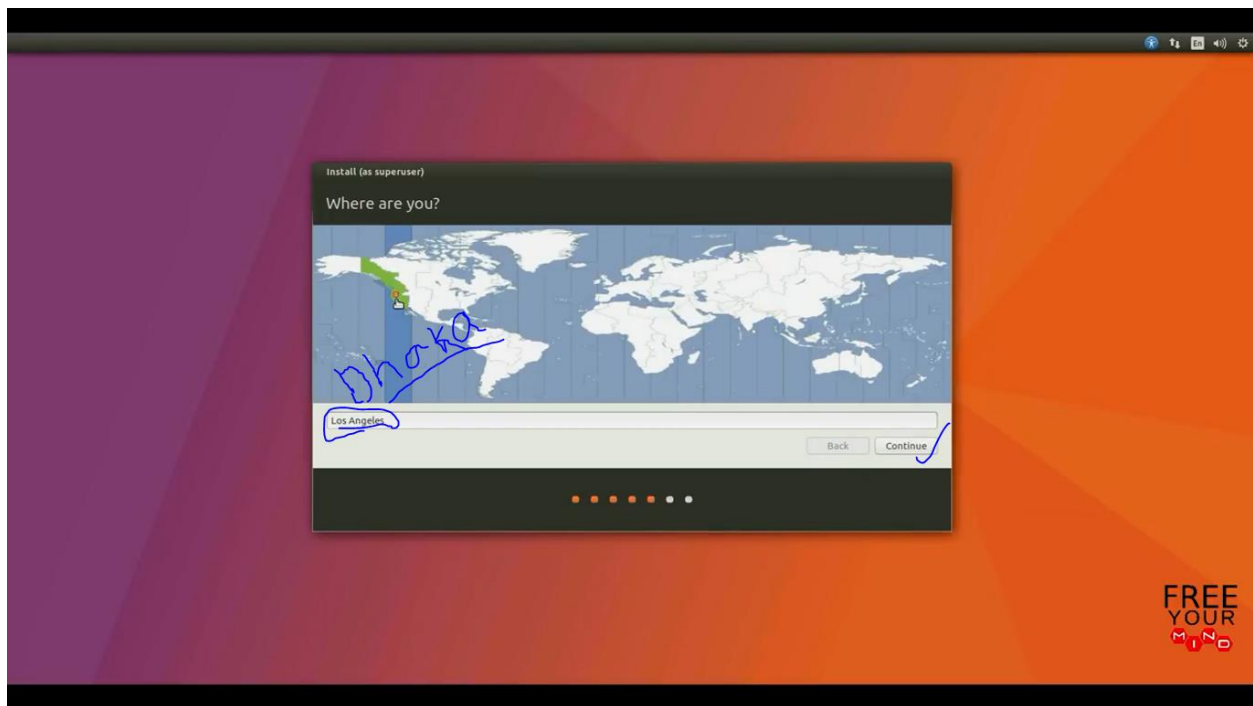 En
Install (as superuser)
Where are you?
Dhaka
Los Angeles
Back Continue
FREE
YOUR
MIND